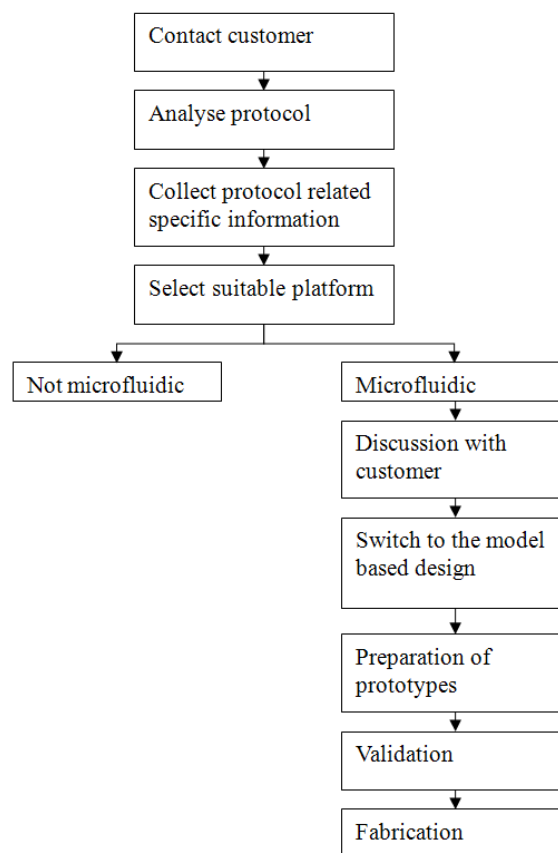 Contact customer
Analyse protocol
Collect protocol related
specific information
Select suitable platform
Not microfluidic
Microfluidic
Discussion with
customer
Switch to the model
based design
Preparation of
prototypes
Validation
Fabrication